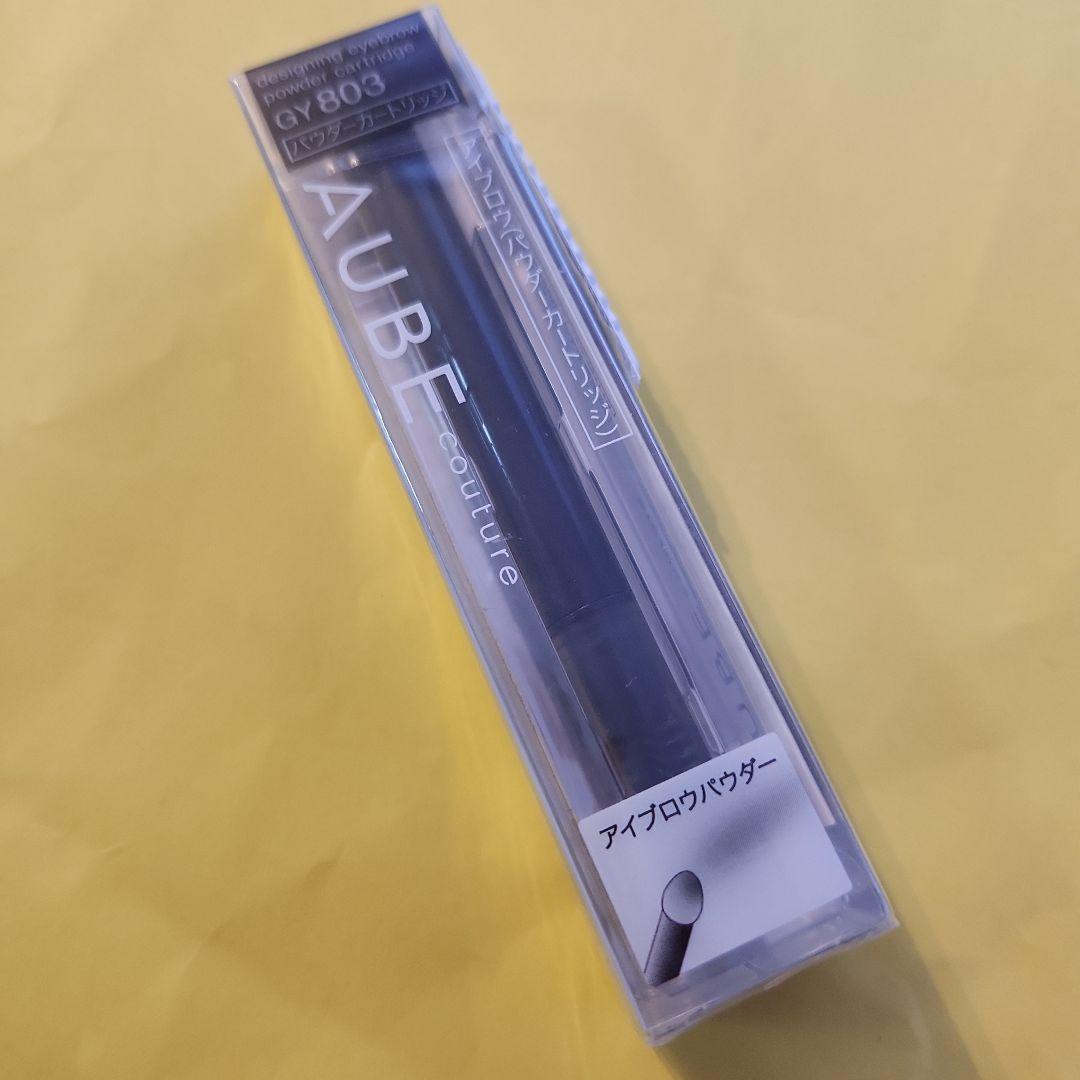 designing eyebrow
powder cartridge
GY 803
パウダーカートリッジ
AUBE
couture
アイブロウ(パウダーカートリッジ)
アイブロウパウダー